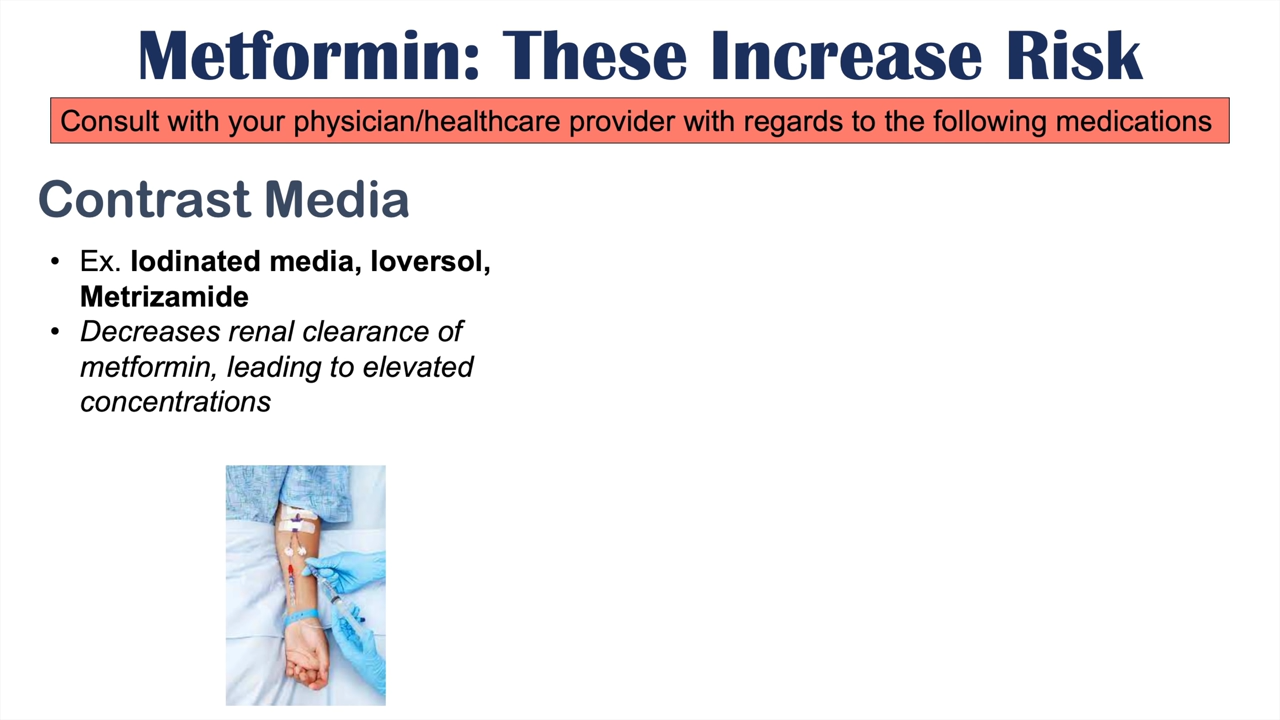 Metformin: These Increase Risk
Consult with your physician/healthcare provider with regards to the following medications
Contrast Media
• Ex. Iodinated media, Ioversol,
Metrizamide
• Decreases renal clearance of
metformin, leading to elevated
concentrations